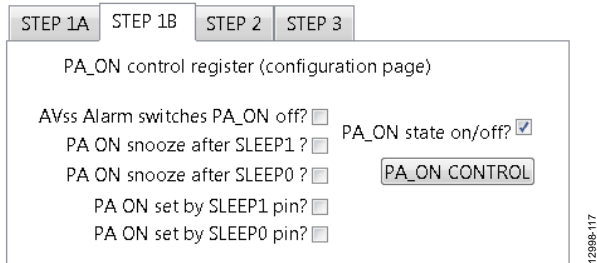 STEP 1A STEP 1B STEP 2 STEP 3
PA_ON control register (configuration page)
AVss Alarm switches PA_ON off?
PA ON snooze after SLEEP1 ?
PA ON snooze after SLEEP0 ?
PA ON set by SLEEP1 pin?
PA ON set by SLEEP0 pin?
PA_ON state on/off?
PA_ON CONTROL
12998-117